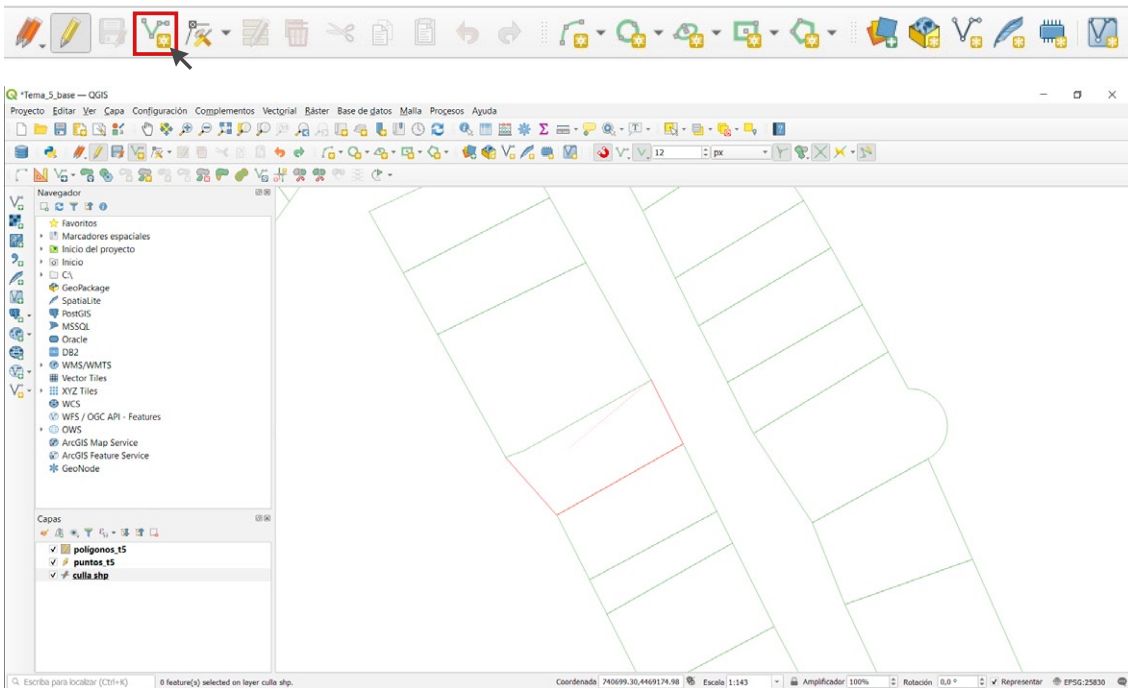 *Tema_5_base — QGIS
Proyecto Editar Ver Capa Configuración Complementos Vectorial Ráster Base de datos Malla Procesos Ayuda
12 px
Navegador
Favoritos
Marcadores espaciales
Inicio del proyecto
Inicio
C:\
GeoPackage
SpatiaLite
PostGIS
MSSQL
Oracle
DB2
WMS/WMTS
Vector Tiles
XYZ Tiles
WCS
WFS / OGC API - Features
OWS
ArcGIS Map Service
ArcGIS Feature Service
GeoNode
Capas
polígonos_t5
puntos_t5
culla shp
Escriba para localizar (Ctrl+K) 0 feature(s) selected on layer culla shp. Coordenada 740699.30,4469174.98 Escala 1:143 Amplificador 100% Rotación 0,0 ° Representar EPSG:25830